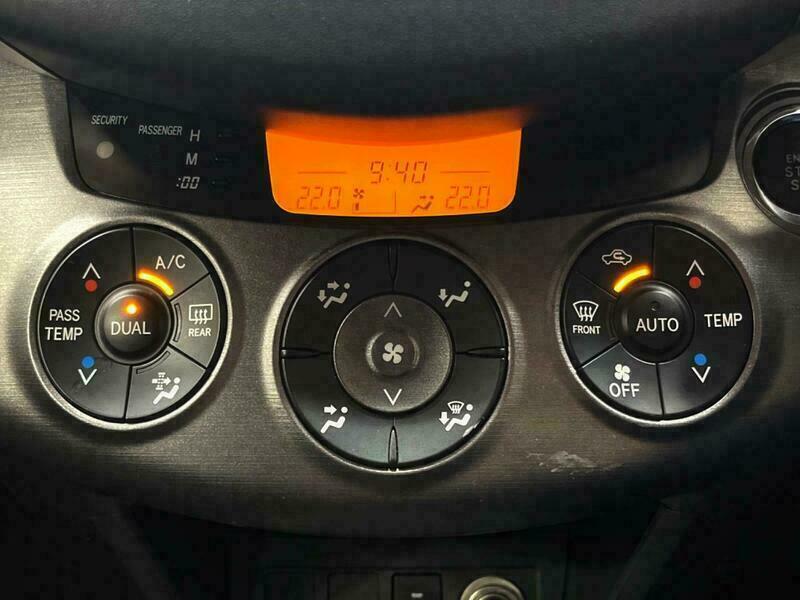 SECURITY
PASSENGER
H
M
:00
9:40
22.0 22.0
A/C
PASS
TEMP
DUAL
REAR
FRONT
AUTO
TEMP
OFF